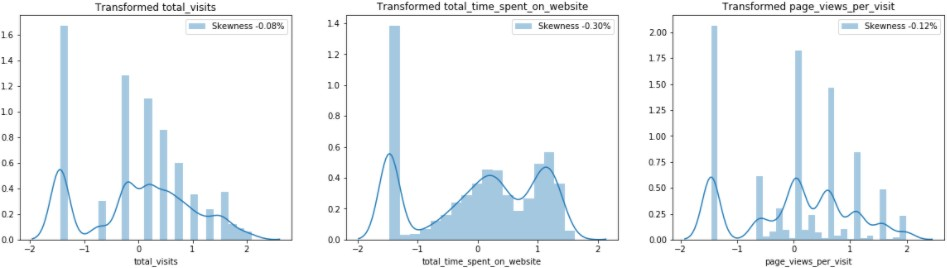 Transformed total_visits
Skewness -0.08%
1.6
1.4
1.2
1.0
0.8
0.6
0.4
0.2
0.0
−2 −1 0 1 2
total_visits
Transformed total_time_spent_on_website
Skewness -0.30%
1.4
1.2
1.0
0.8
0.6
0.4
0.2
0.0
−2 −1 0 1 2
total_time_spent_on_website
Transformed page_views_per_visit
Skewness -0.12%
2.00
1.75
1.50
1.25
1.00
0.75
0.50
0.25
0.00
−2 −1 0 1 2
page_views_per_visit